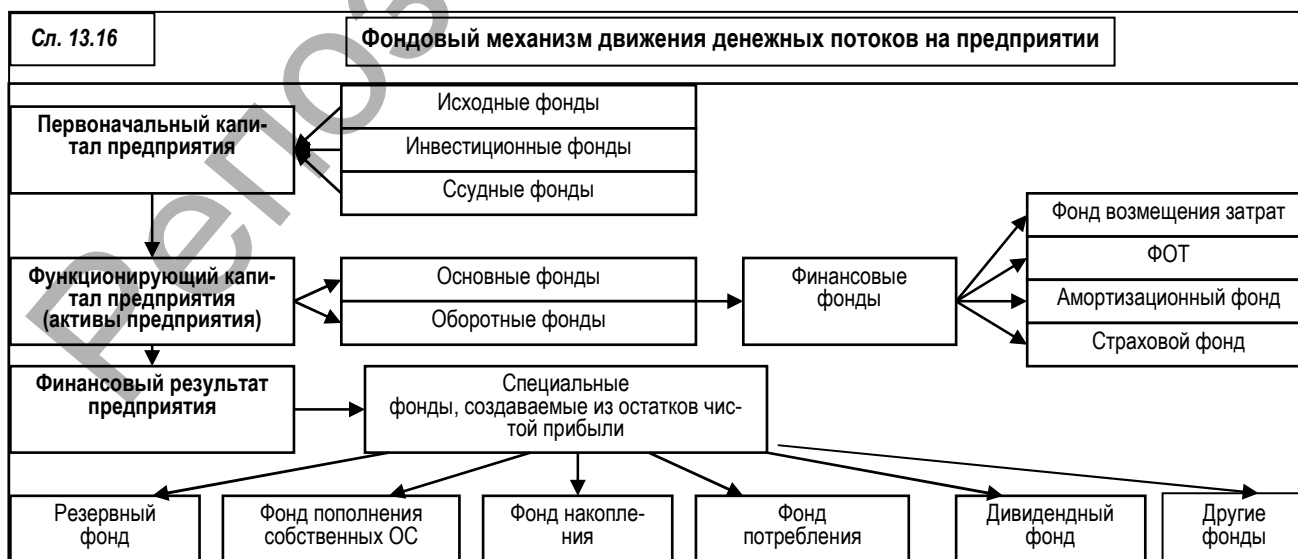 Сл. 13.16
Фондовый механизм движения денежных потоков на предприятии
Первоначальный капи-
тал предприятия
Исходные фонды
Инвестиционные фонды
Ссудные фонды
Функционирующий капи-
тал предприятия
(активы предприятия)
Основные фонды
Оборотные фонды
Финансовые
фонды
Фонд возмещения затрат
ФОТ
Амортизационный фонд
Страховой фонд
Финансовый результат
предприятия
Специальные
фонды, создаваемые из остатков чис-
той прибыли
Резервный
фонд
Фонд пополнения
собственных ОС
Фонд накопле-
ния
Фонд
потребления
Дивидендный
фонд
Другие
фонды